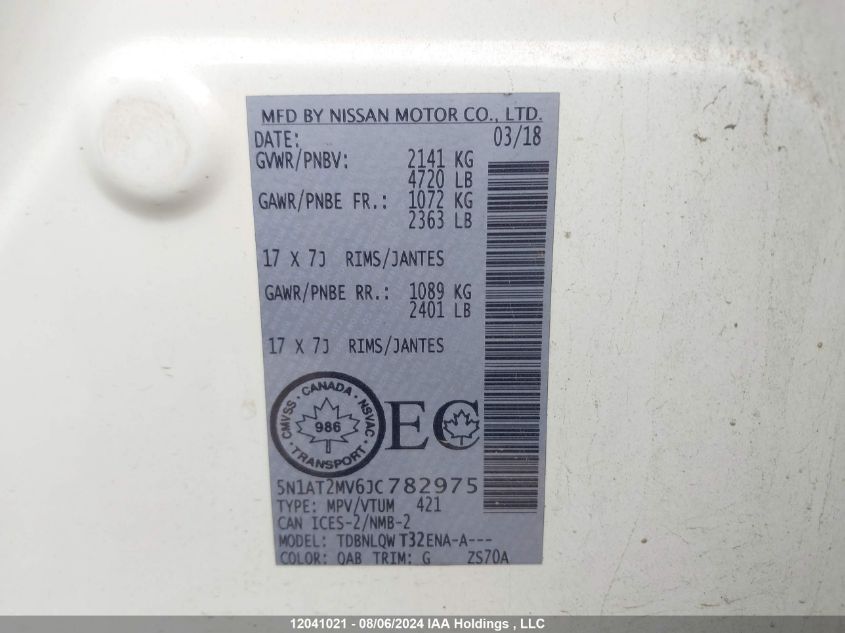 MFD BY NISSAN MOTOR CO., LTD.
DATE: 03/18
GVWR/PNBV: 2141 KG
4720 LB
GAWR/PNBE FR.: 1072 KG
2363 LB
17 X 7J RIMS/JANTES
GAWR/PNBE RR.: 1089 KG
2401 LB
17 X 7J RIMS/JANTES
CMVSS · CANADA · NSVAC
986
TRANSPORT
EC
5N1AT2MV6JC782975
TYPE: MPV/VTUM 421
CAN ICES-2/NMB-2
MODEL: TDBNLQW T32ENA-A---
COLOR: QAB TRIM: G ZS70A
12041021 - 08/06/2024 IAA Holdings , LLC